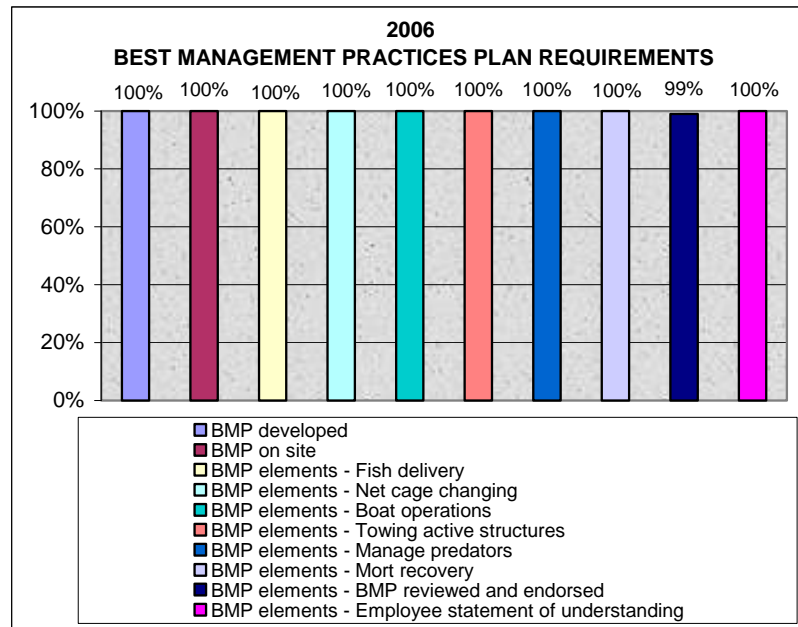 2006
BEST MANAGEMENT PRACTICES PLAN REQUIREMENTS
100% 100% 100% 100% 100% 100% 100% 100% 99% 100%
100%
80%
60%
40%
20%
0%
BMP developed
BMP on site
BMP elements - Fish delivery
BMP elements - Net cage changing
BMP elements - Boat operations
BMP elements - Towing active structures
BMP elements - Manage predators
BMP elements - Mort recovery
BMP elements - BMP reviewed and endorsed
BMP elements - Employee statement of understanding